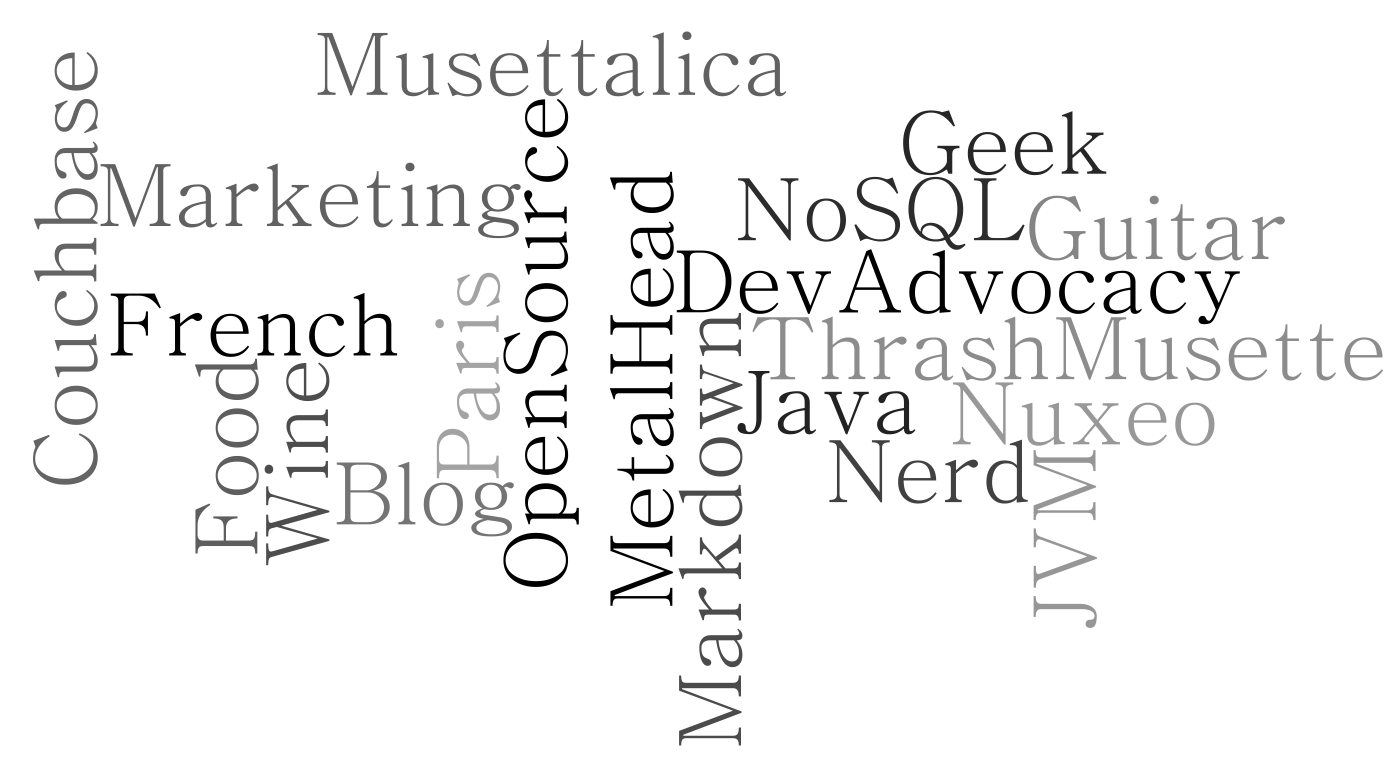 Musettalica
Couchbase
Geek
Marketing
OpenSource
MetalHead
NoSQL
Guitar
DevAdvocacy
French
Paris
Markdown
ThrashMusette
Food
Wine
Java
Nuxeo
Blog
Nerd
JVM